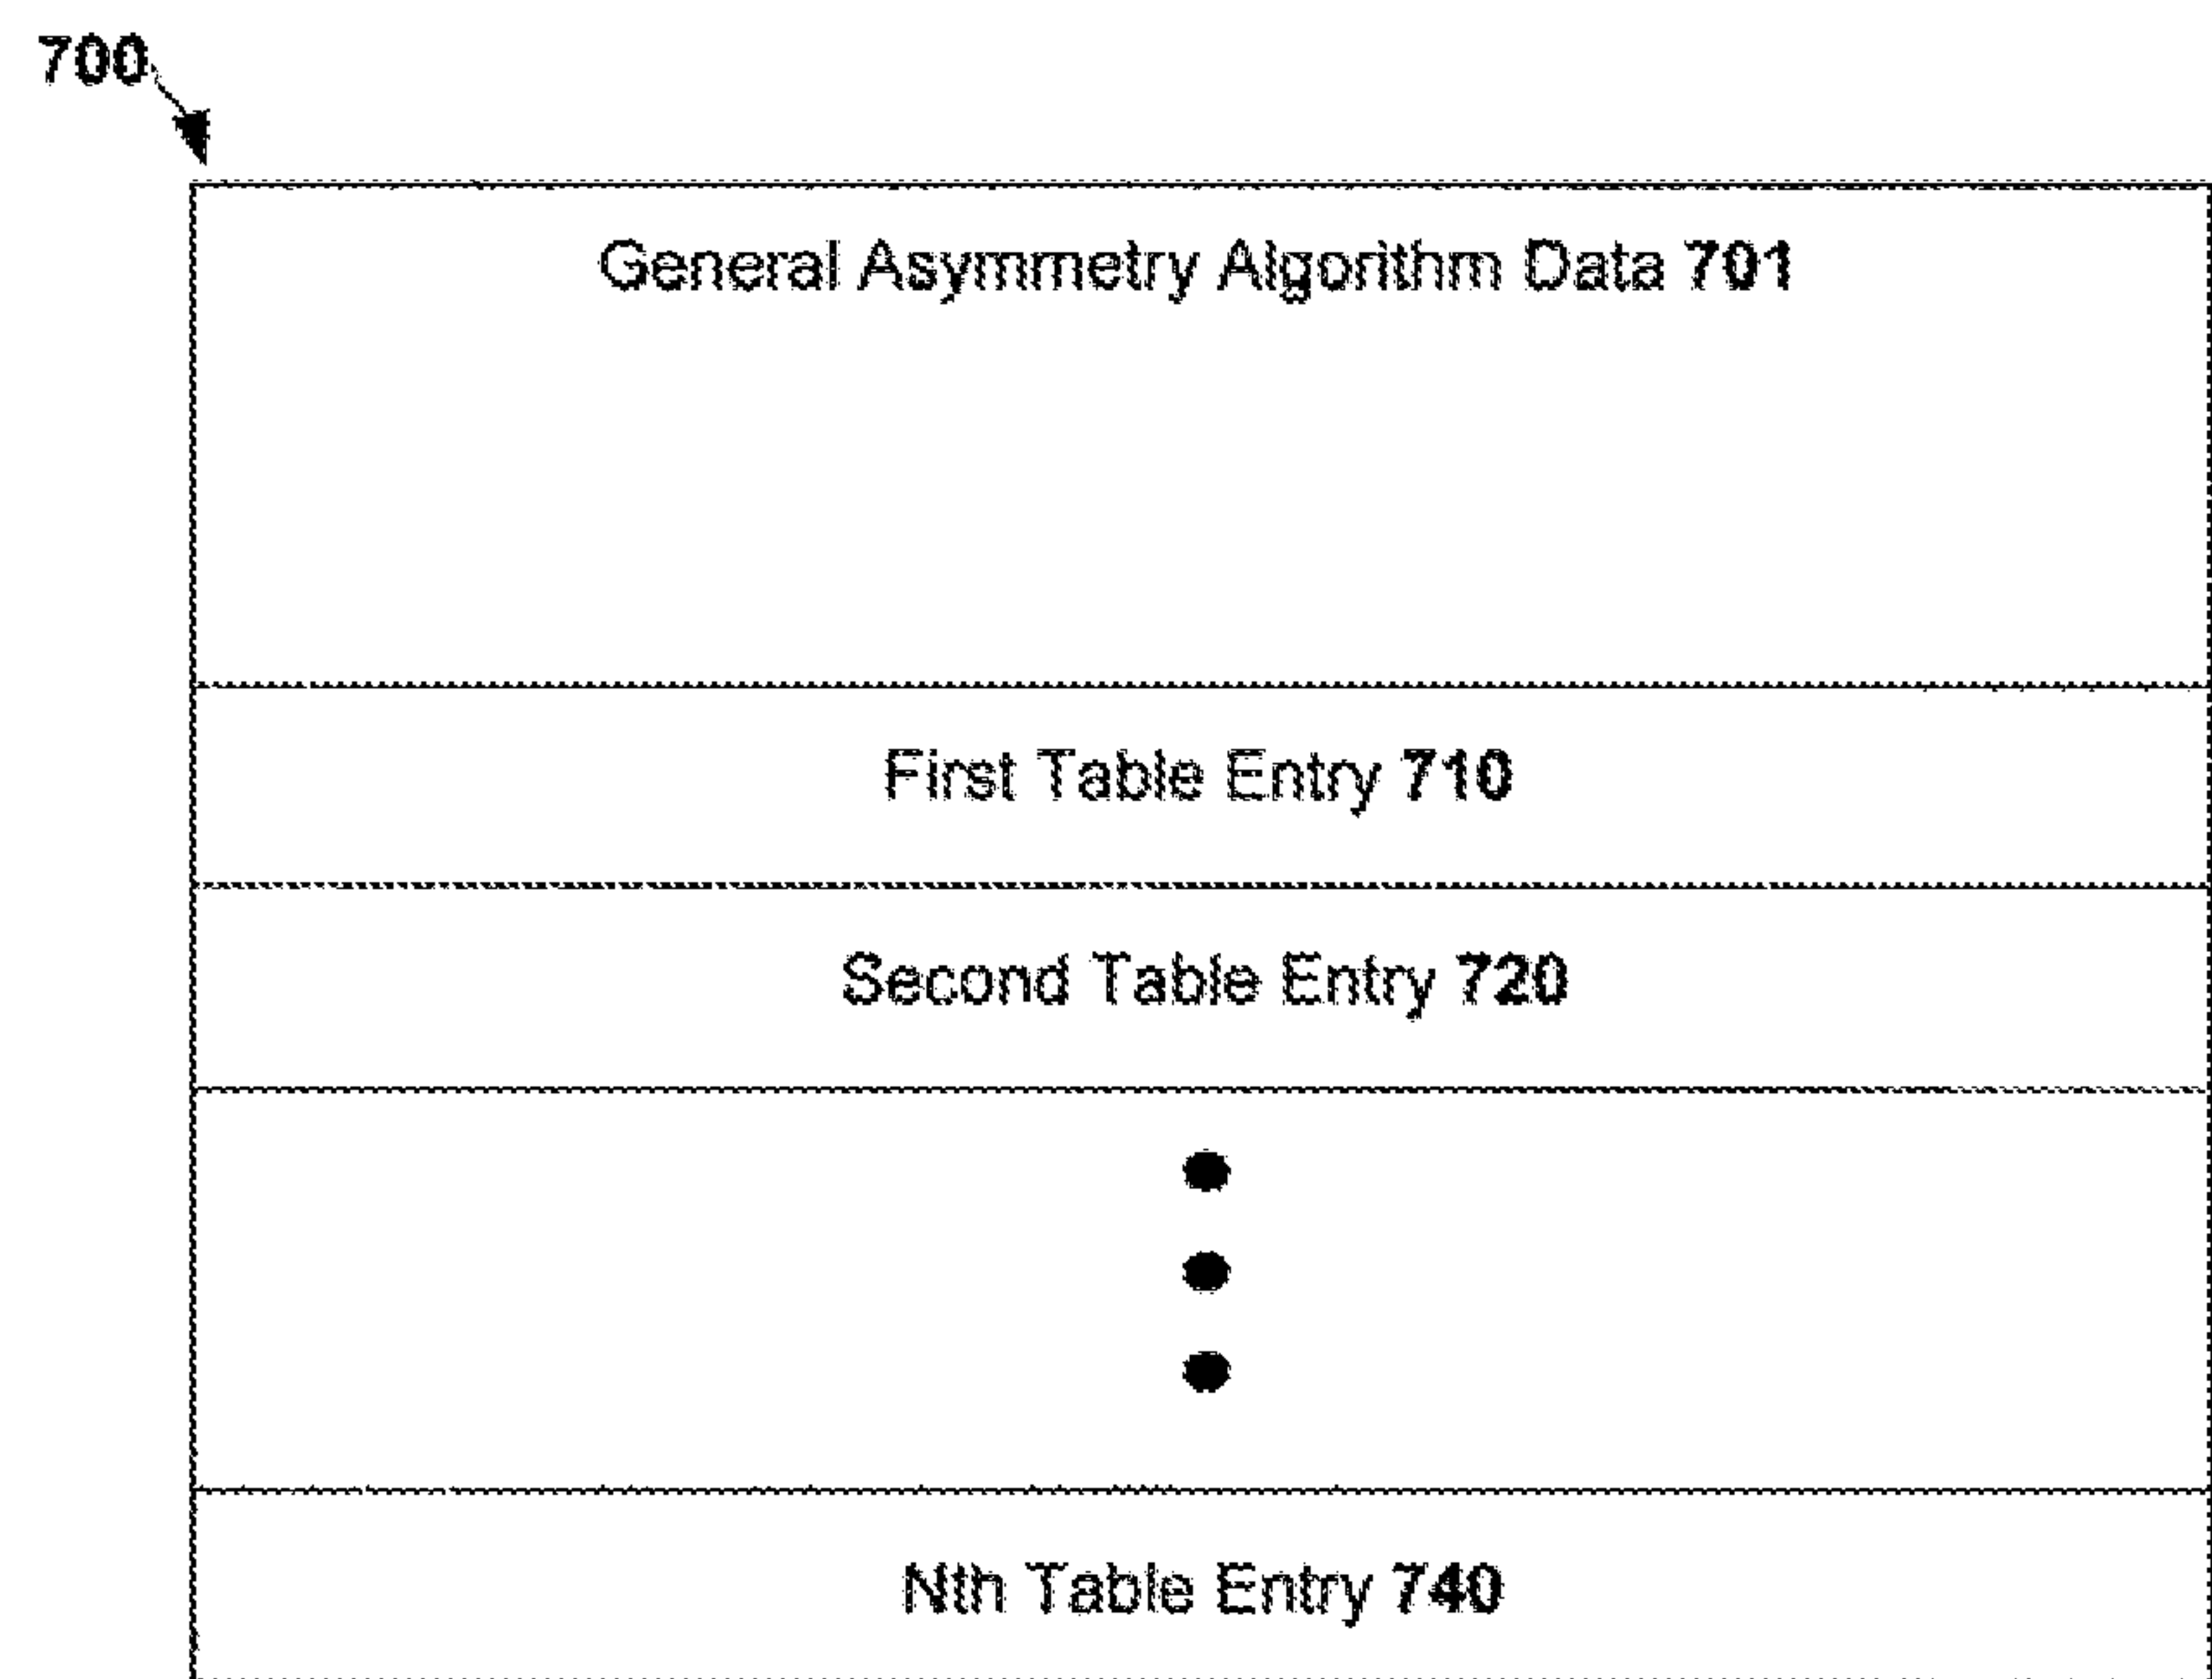 700
General Asymmetry Algorithm Data 701
First Table Entry 710
Second Table Entry 720
Nth Table Entry 740